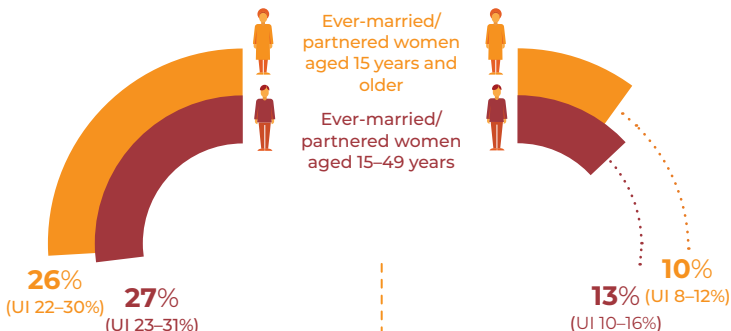 Ever-married/
partnered women
aged 15 years and
older
Ever-married/
partnered women
aged 15–49 years
26%
(UI 22–30%)
27%
(UI 23–31%)
10%
(UI 8–12%)
13%
(UI 10–16%)